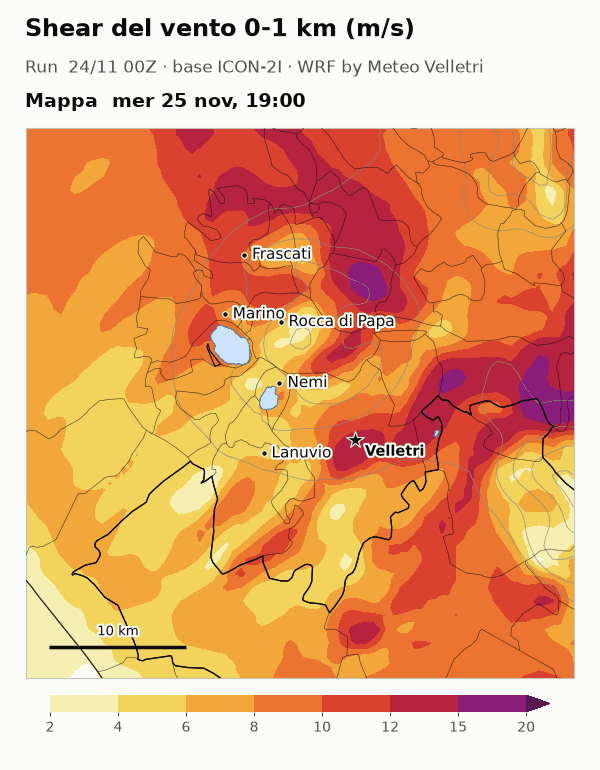 Shear del vento 0-1 km (m/s)
Run  24/11 00Z · base ICON-2I · WRF by Meteo Velletri
Mappa  mer 25 nov, 19:00
Frascati
Marino
Rocca di Papa
Nemi
Velletri
Lanuvio
10 km
2 4 6 8 10 12 15 20